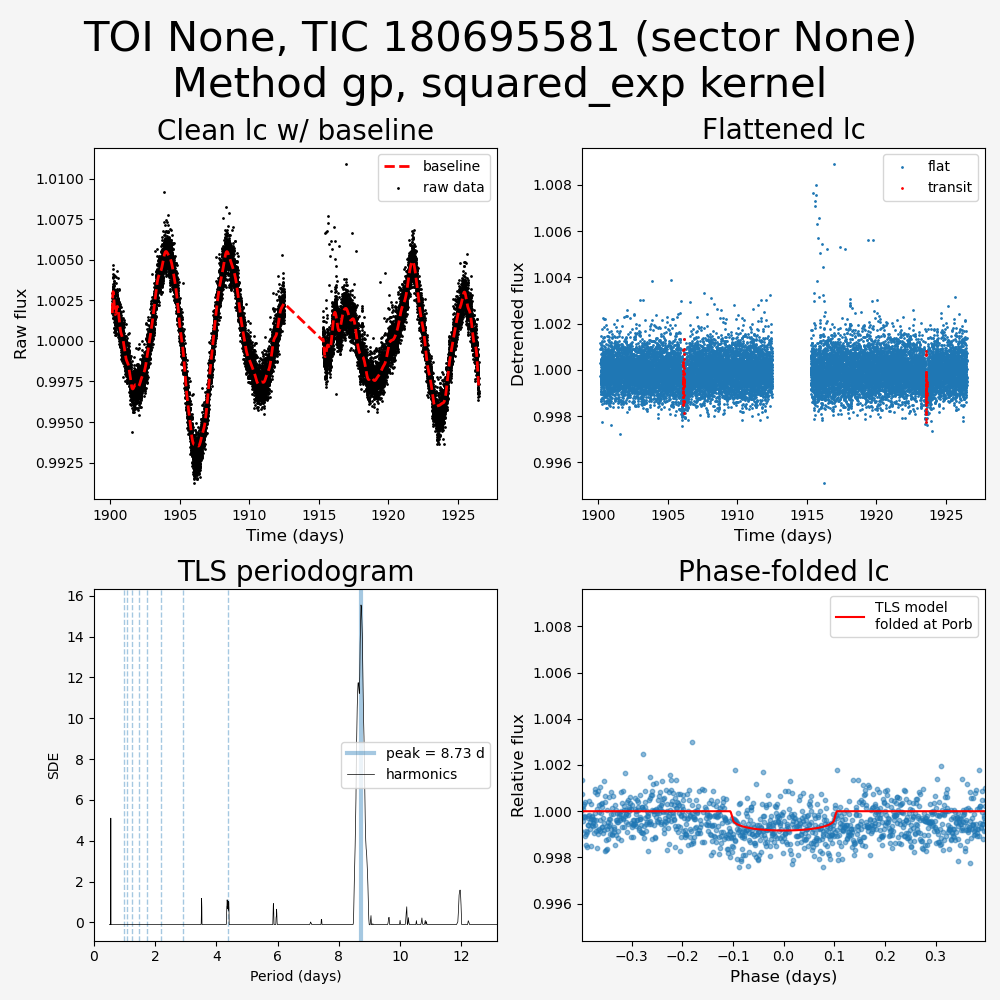 TOI None, TIC 180695581 (sector None)
Method gp, squared_exp kernel
Clean lc w/ baseline
baseline
raw data
1.0100
1.0075
1.0050
1.0025
1.0000
0.9975
0.9950
0.9925
Raw flux
1900
1905
1910
1915
1920
1925
Time (days)
Flattened lc
flat
transit
1.008
1.006
1.004
1.002
1.000
0.998
0.996
Detrended flux
1900
1905
1910
1915
1920
1925
Time (days)
TLS periodogram
peak = 8.73 d
harmonics
16
14
12
10
8
6
4
2
0
SDE
0
2
4
6
8
10
12
Period (days)
Phase-folded lc
TLS model
folded at Porb
1.008
1.006
1.004
1.002
1.000
0.998
0.996
Relative flux
−0.3
−0.2
−0.1
0.0
0.1
0.2
0.3
Phase (days)